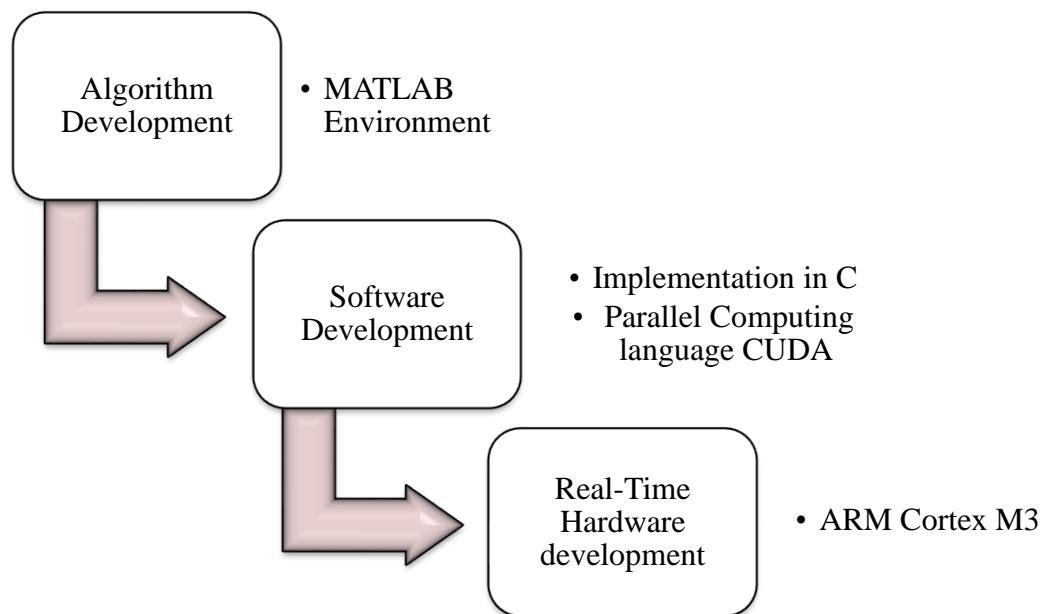 Algorithm
Development
• MATLAB
Environment
Software
Development
• Implementation in C
• Parallel Computing
language CUDA
Real-Time
Hardware
development
• ARM Cortex M3